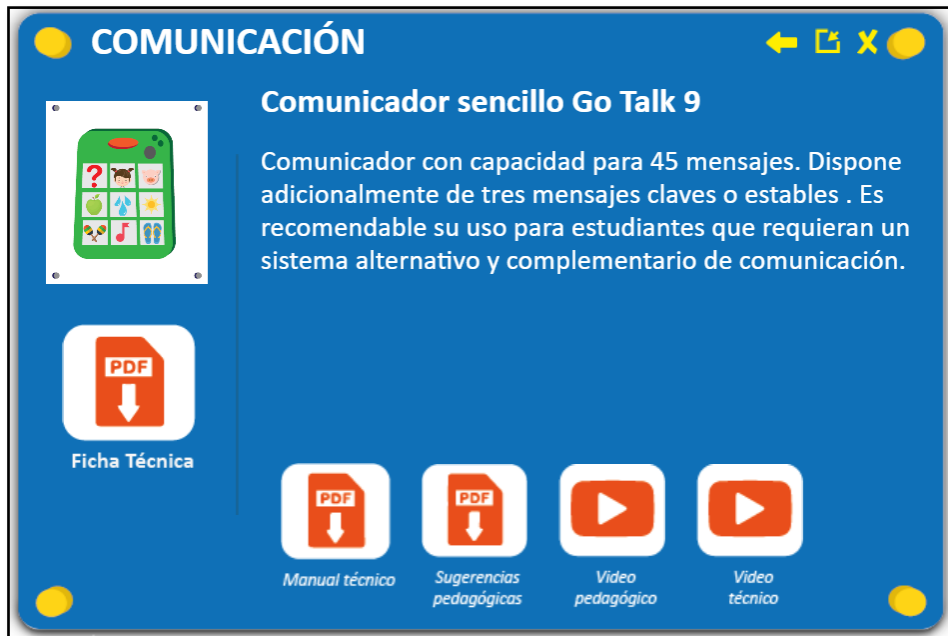 COMUNICACIÓN
Comunicador sencillo Go Talk 9
Comunicador con capacidad para 45 mensajes. Dispone
adicionalmente de tres mensajes claves o estables . Es
recomendable su uso para estudiantes que requieran un
sistema alternativo y complementario de comunicación.
PDF
Ficha Técnica
PDF
Manual técnico
PDF
Sugerencias
pedagógicas
Video
pedagógico
Video
técnico